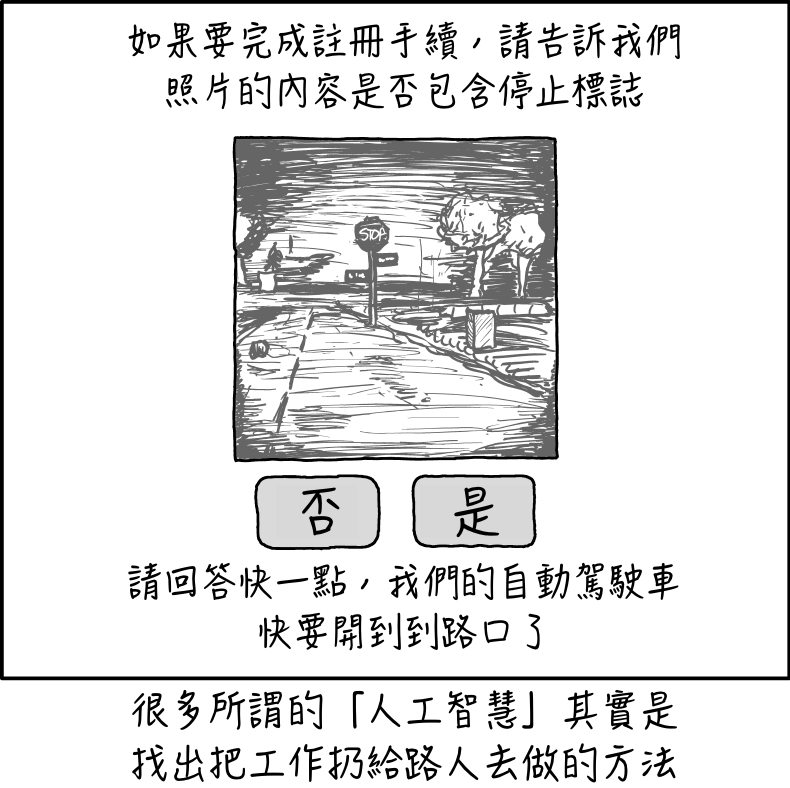 如果要完成註冊手續，請告訴我們
照片的內容是否包含停止標誌
STOP
否 是
請回答快一點，我們的自動駕駛車
快要開到到路口了
很多所謂的「人工智慧」其實是
找出把工作扔給路人去做的方法